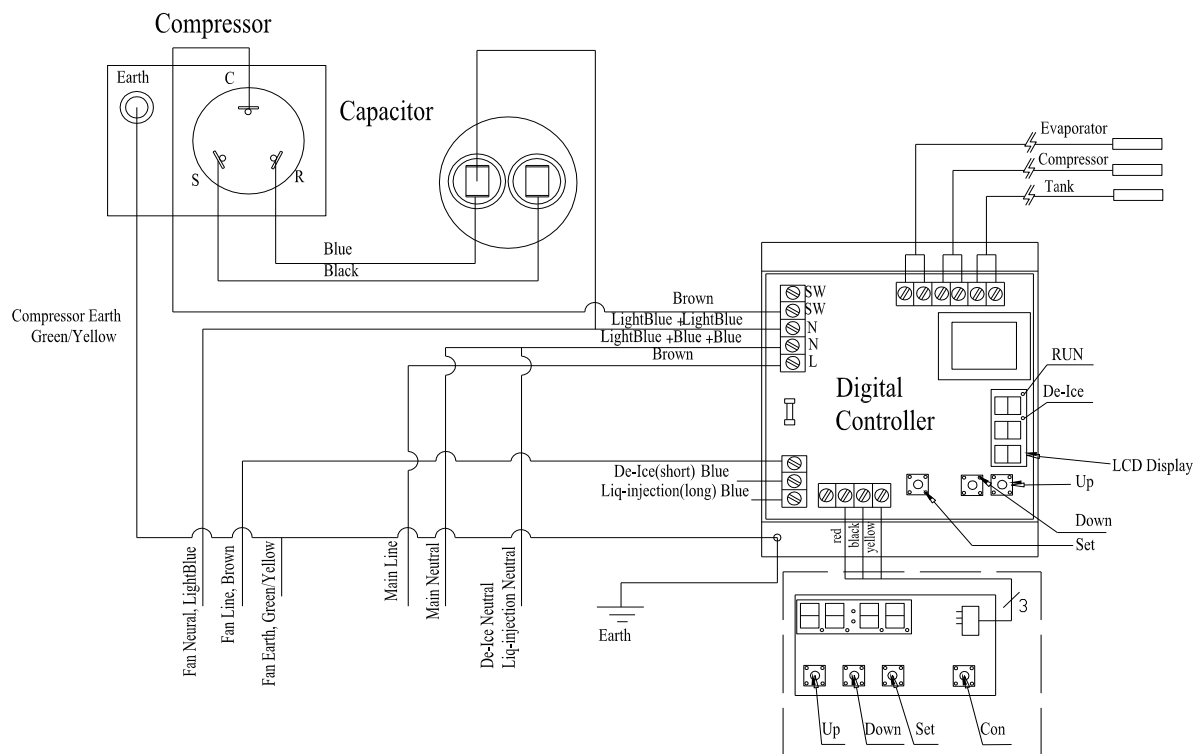 Compressor
Earth
C
Capacitor
S
R
Blue
Black
Evaporator
Compressor
Tank
Compressor Earth
Green/Yellow
Brown
LightBlue +LightBlue
LightBlue +Blue +Blue
Brown
SW
SW
N
N
L
Digital
Controller
RUN
De-Ice
LCD Display
Up
Down
Set
De-Ice(short) Blue
Liq-injection(long) Blue
red
black
yellow
Fan Neural, LightBlue
Fan Line, Brown
Fan Earth, Green/Yellow
Main Line
Main Neutral
De-Ice Neutral
Liq-injection Neutral
Earth
3
Up
Down
Set
Con